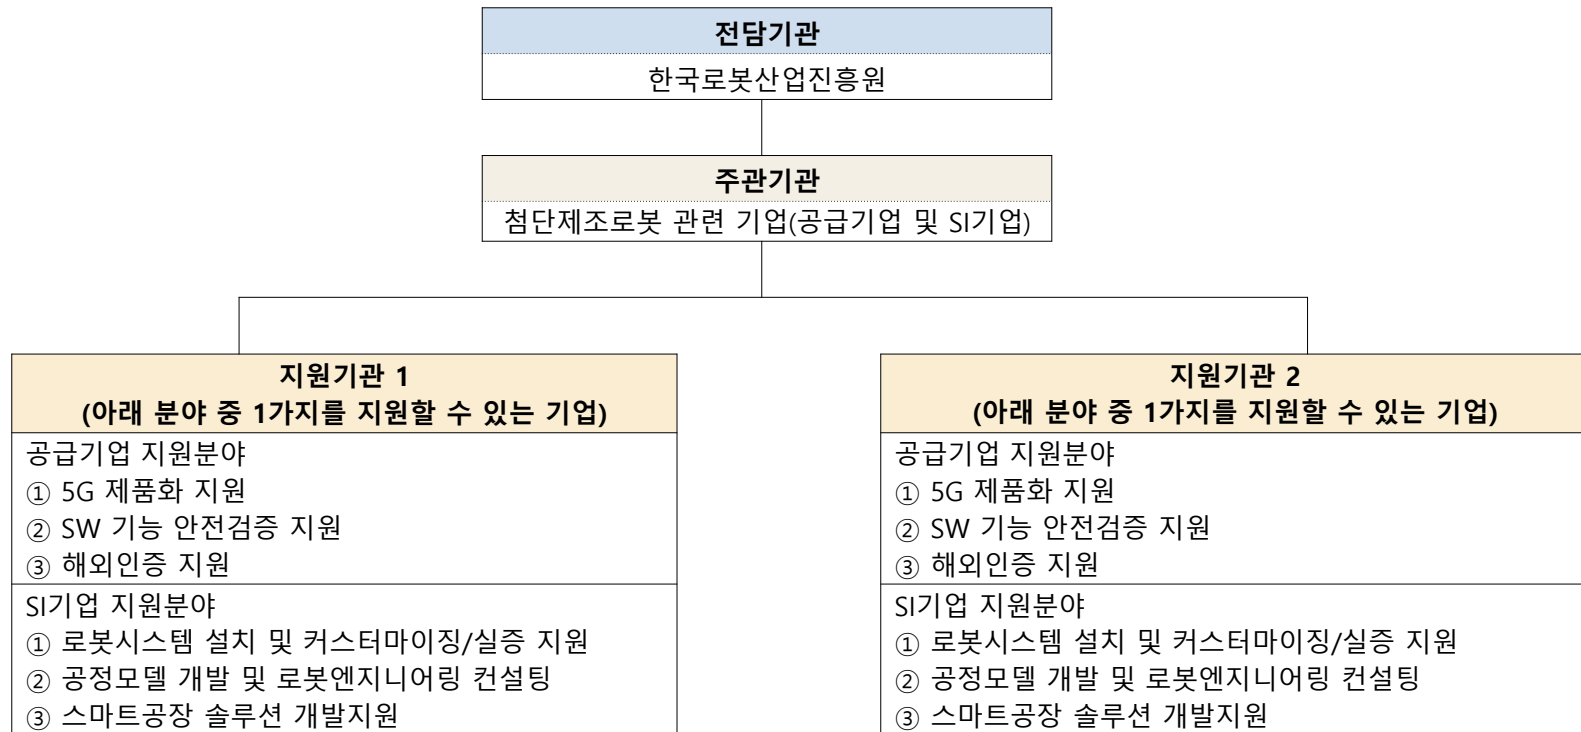 전담기관
한국로봇산업진흥원
주관기관
첨단제조로봇 관련 기업(공급기업 및 SI기업)
지원기관 1
(아래 분야 중 1가지를 지원할 수 있는 기업)
공급기업 지원분야
① 5G 제품화 지원
② SW 기능 안전검증 지원
③ 해외인증 지원
SI기업 지원분야
① 로봇시스템 설치 및 커스터마이징/실증 지원
② 공정모델 개발 및 로봇엔지니어링 컨설팅
③ 스마트공장 솔루션 개발지원
지원기관 2
(아래 분야 중 1가지를 지원할 수 있는 기업)
공급기업 지원분야
① 5G 제품화 지원
② SW 기능 안전검증 지원
③ 해외인증 지원
SI기업 지원분야
① 로봇시스템 설치 및 커스터마이징/실증 지원
② 공정모델 개발 및 로봇엔지니어링 컨설팅
③ 스마트공장 솔루션 개발지원